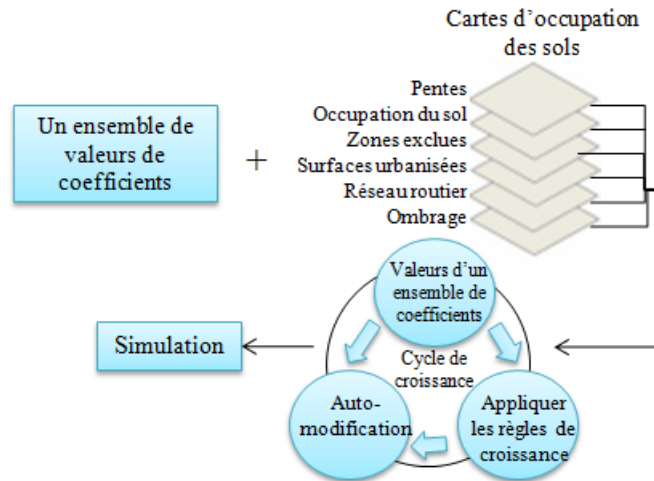 Cartes d'occupation
des sols
Un ensemble de
valeurs de
coefficients
+
Pentes
Occupation du sol
Zones exclues
Surfaces urbanisées
Réseau routier
Ombrage
Valeurs d'un
ensemble de
coefficients
Simulation
Cycle de
croissance
Auto-
modification
Appliquer
les règles de
croissance